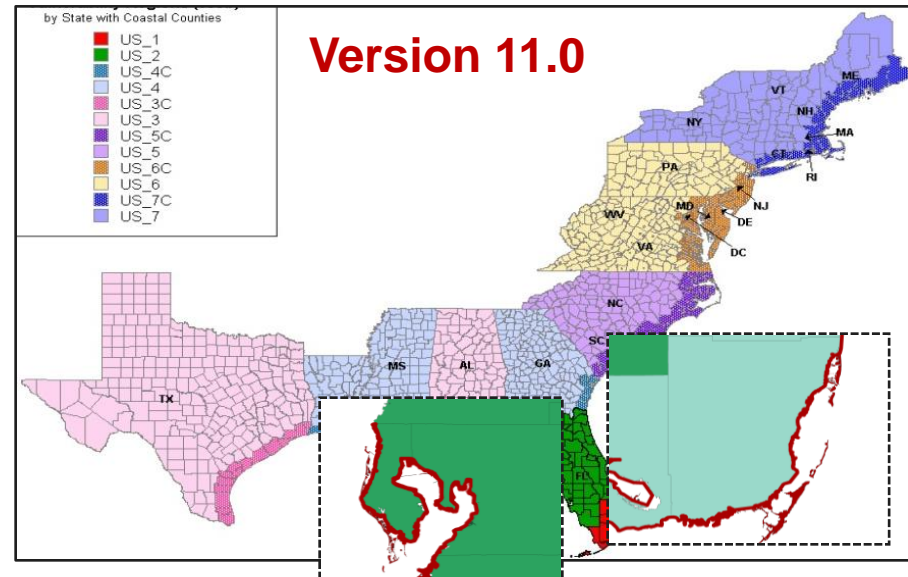 by State with Coastal Counties
US_1
US_2
US_4C
US_4
US_3C
US_3
US_5C
US_5
US_6C
US_6
US_7C
US_7
Version 11.0
ME
VT
NH
NY
MA
CT
RI
PA
NJ
MD
DE
WV
VA
DC
NC
SC
MS
AL
GA
TX
FL